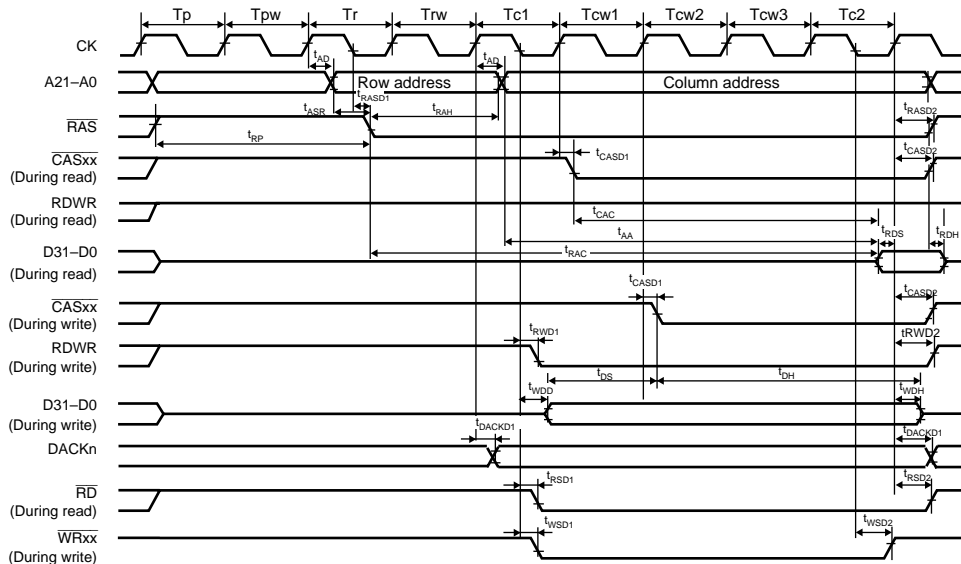 Tp Tpw Tr Trw Tc1 Tcw1 Tcw2 Tcw3 Tc2
CK
tAD tAD
A21–A0 Row address Column address
tRASD1
tASR tRAH tRASD2
RAS
tRP
CASxx tCASD1 tCASD2
(During read)
RDWR
(During read)
tCAC
tRDS tRDH
tAA
D31–D0 tRAC
(During read)
tCASD1 tCASD2
CASxx
(During write)
RDWR tRWD1 tRWD2
(During write)
tDS tDH
tWDD tWDH
D31–D0
(During write)
tDACKD1 tDACKD1
DACKn
RD tRSD1 tRSD2
(During read)
WRxx tWSD1 tWSD2
(During write)